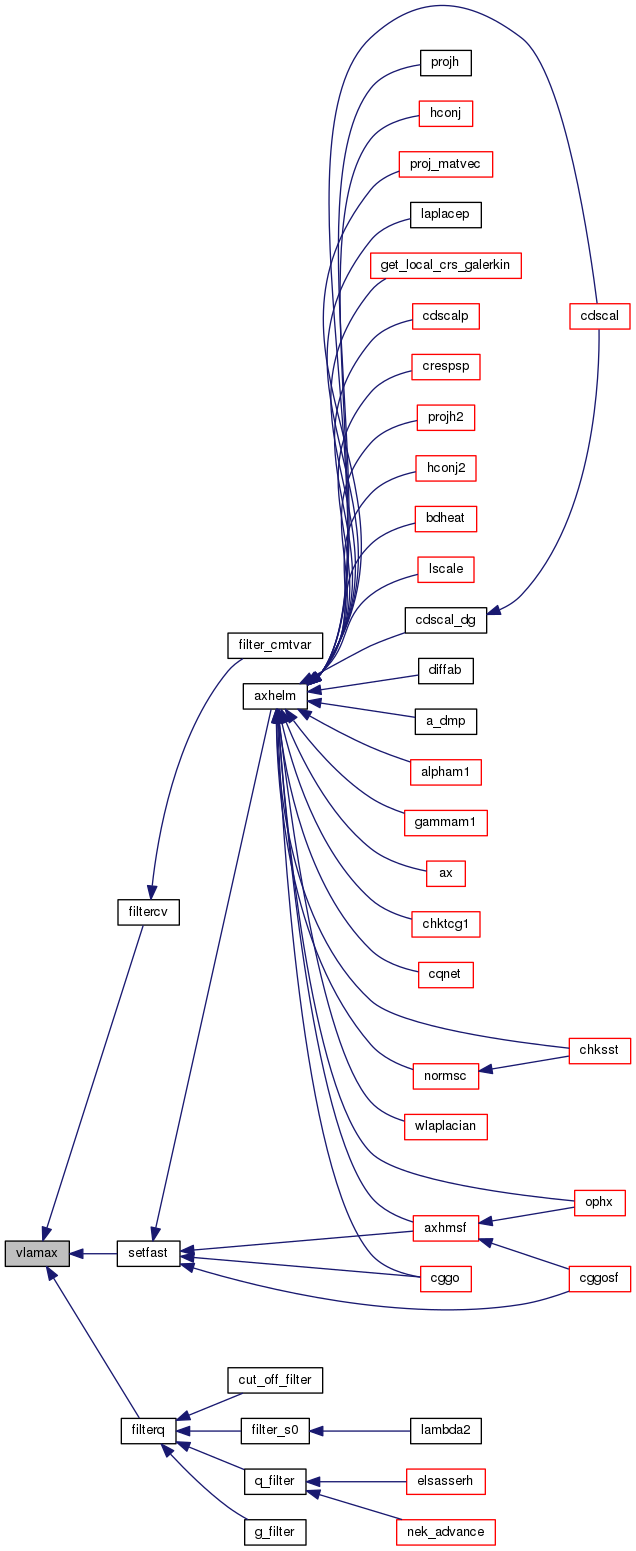 projh
hconj
proj_matvec
laplacep
get_local_crs_galerkin
cdscalp
cdscal
crespsp
projh2
hconj2
bdheat
lscale
cdscal_dg
filter_cmtvar
diffab
axhelm
a_dmp
alpham1
gammam1
ax
filtercv
chktcg1
cqnet
chksst
normsc
wlaplacian
ophx
axhmsf
vlamax
setfast
cggo
cggosf
cut_off_filter
filterq
filter_s0
lambda2
q_filter
elsasserh
g_filter
nek_advance